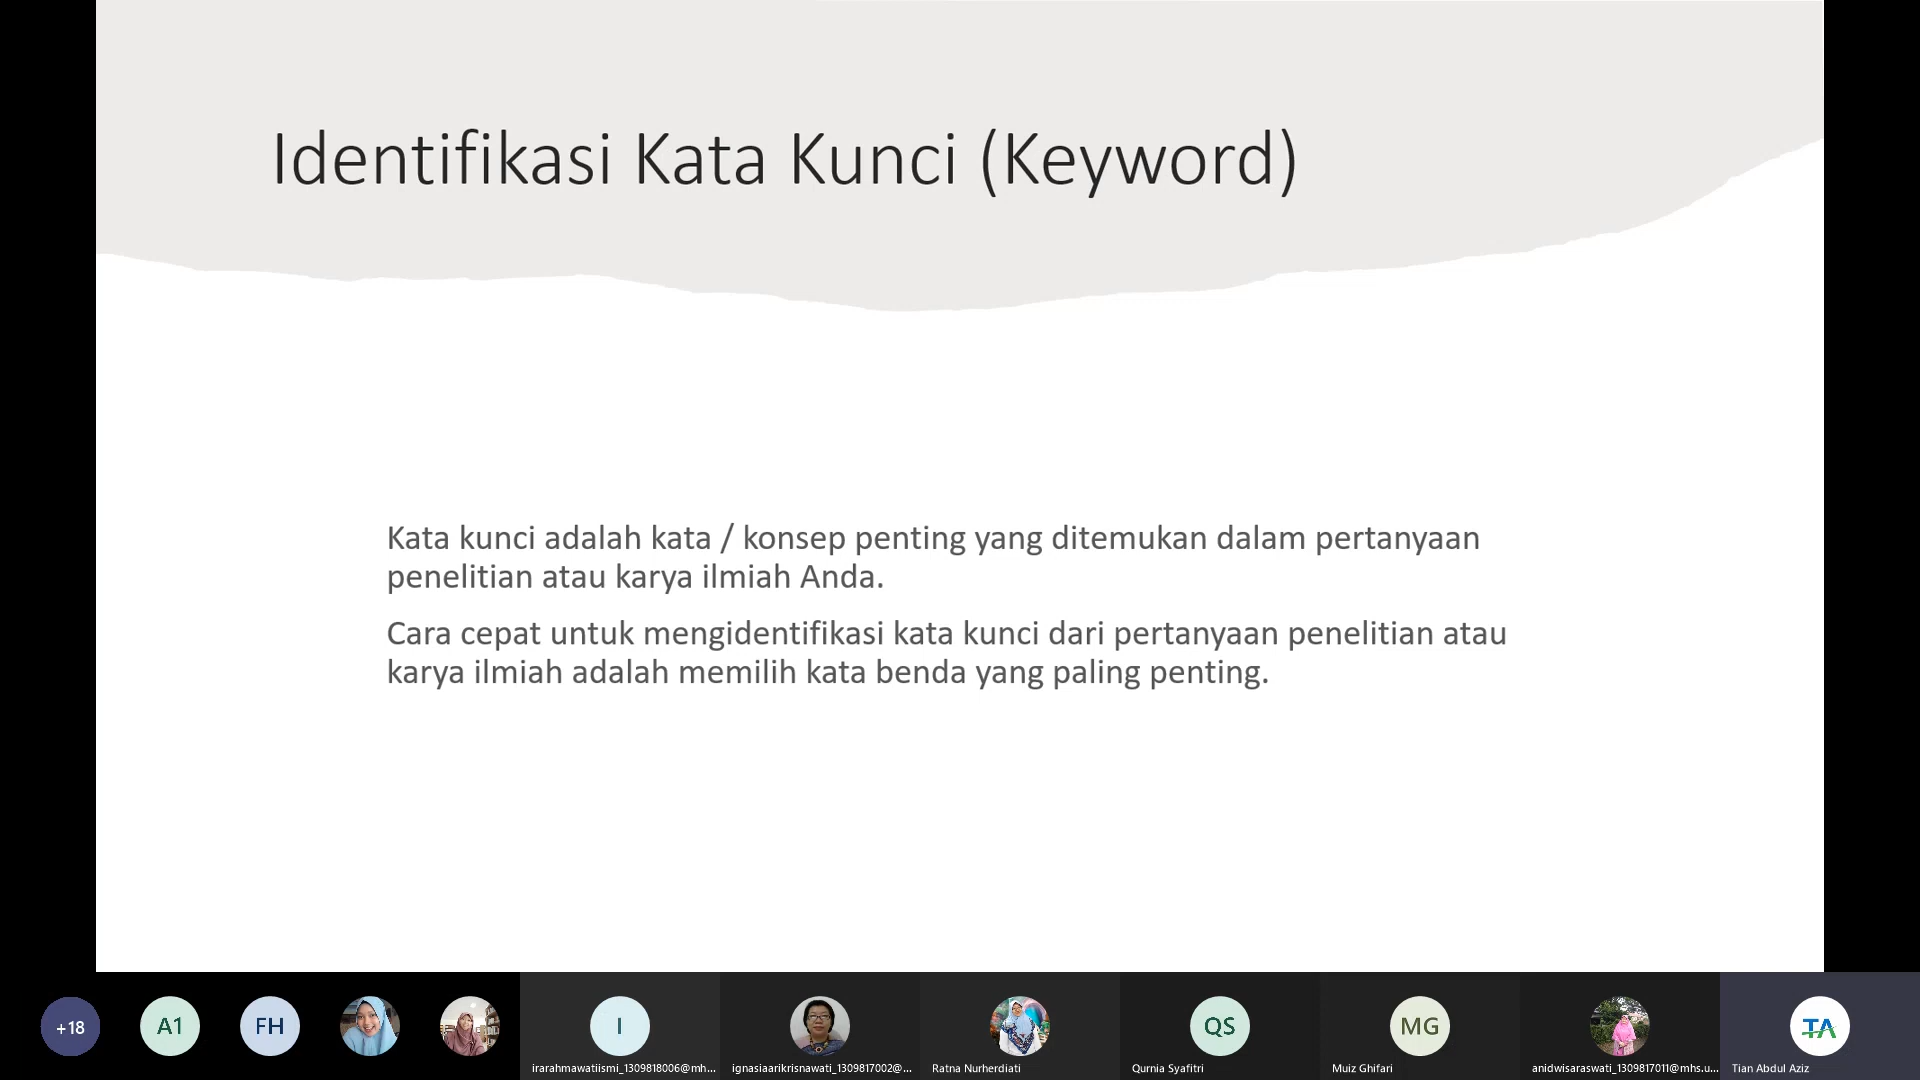 Identifikasi Kata Kunci (Keyword)
Kata kunci adalah kata / konsep penting yang ditemukan dalam pertanyaan
penelitian atau karya ilmiah Anda.
Cara cepat untuk mengidentifikasi kata kunci dari pertanyaan penelitian atau
karya ilmiah adalah memilih kata benda yang paling penting.
+18
A1
FH
I
QS
MG
TA
irarahmawatiismi_1309818006@mh...
ignasiaarikrisnawati_1309817002@...
Ratna Nurherdiati
Qurnia Syafitri
Muiz Ghifari
anidwisaraswati_1309817011@mhs.u...
Tian Abdul Aziz